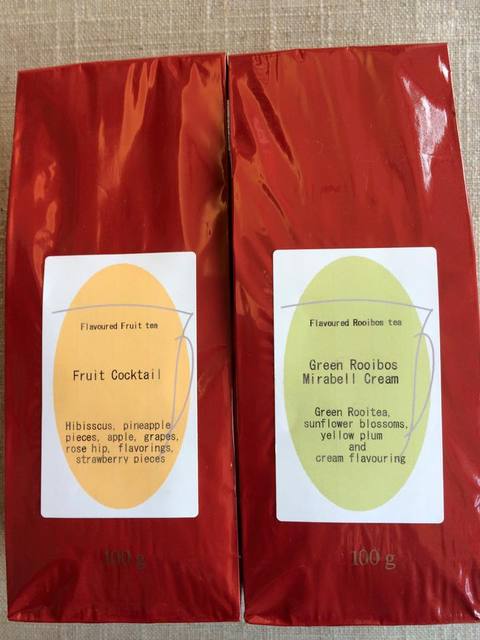 Flavoured Fruit tea
Fruit Cocktail
Hibisscus, pineapple
pieces, apple, grapes,
rose hip, flavorings,
strawberry pieces
100 g
Flavoured Rooibos tea
Green Rooibos
Mirabell Cream
Green Rooitea,
sunflower blossoms,
yellow plum
and
cream flavouring
100 g